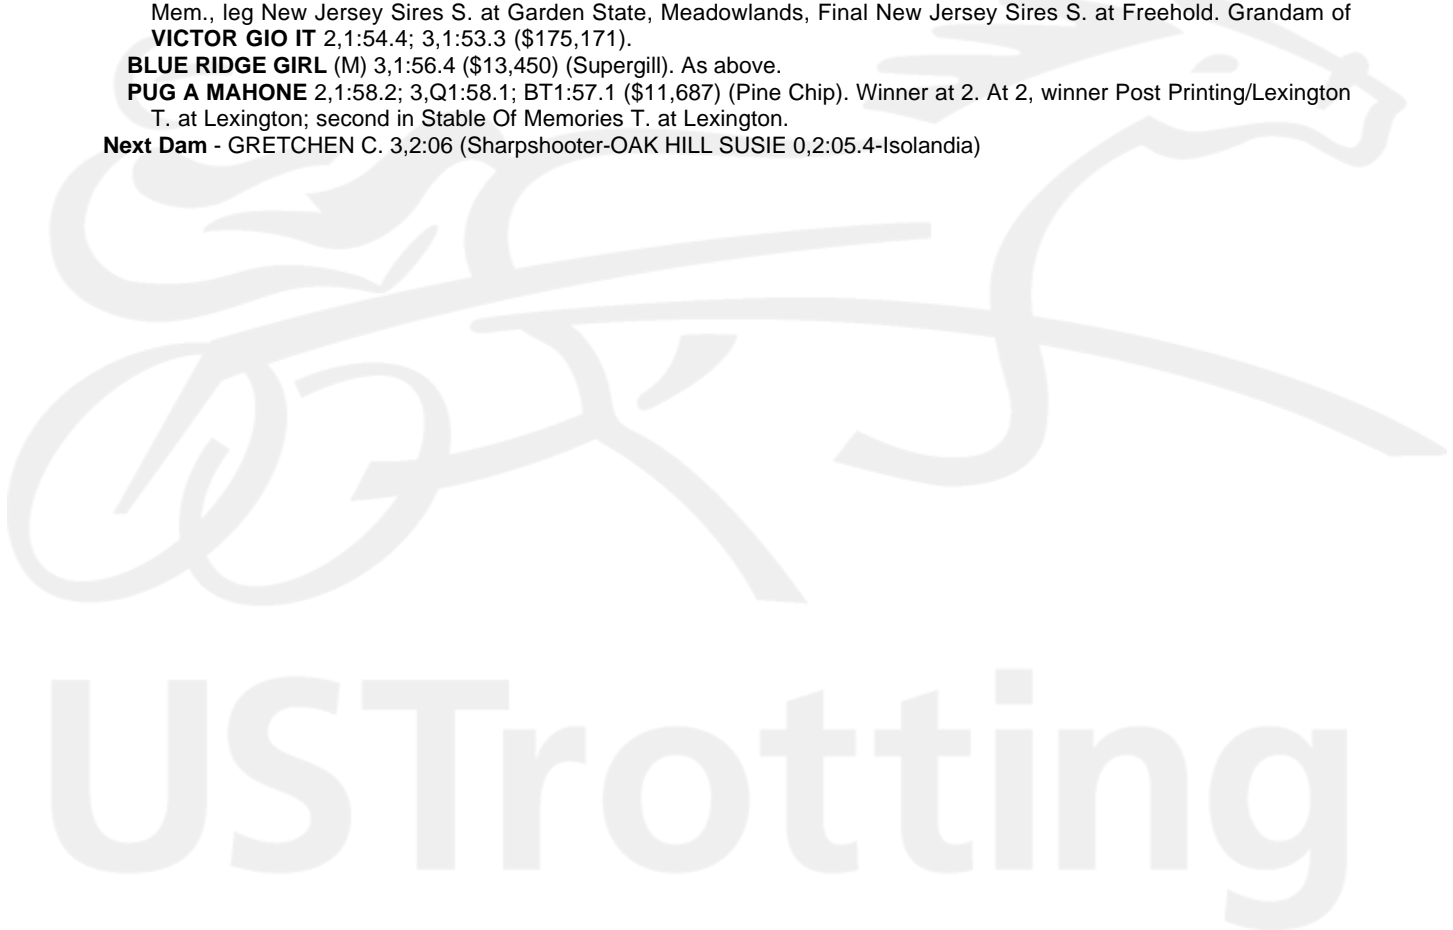 Mem., leg New Jersey Sires S. at Garden State, Meadowlands, Final New Jersey Sires S. at Freehold. Grandam of
VICTOR GIO IT 2,1:54.4; 3,1:53.3 ($175,171).
BLUE RIDGE GIRL (M) 3,1:56.4 ($13,450) (Supergill). As above.
PUG A MAHONE 2,1:58.2; 3,Q1:58.1; BT1:57.1 ($11,687) (Pine Chip). Winner at 2. At 2, winner Post Printing/Lexington
T. at Lexington; second in Stable Of Memories T. at Lexington.
Next Dam - GRETCHEN C. 3,2:06 (Sharpshooter-OAK HILL SUSIE 0,2:05.4-Isolandia)
USTrotting